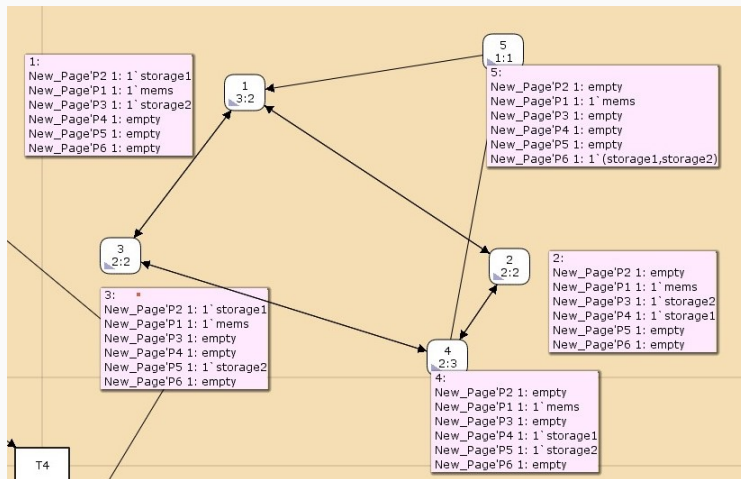 5
1:1
1:
New_Page'P2 1: 1`storage1
New_Page'P1 1: 1`mems
New_Page'P3 1: 1`storage2
New_Page'P4 1: empty
New_Page'P5 1: empty
New_Page'P6 1: empty
1
3:2
5:
New_Page'P2 1: empty
New_Page'P1 1: 1`mems
New_Page'P3 1: empty
New_Page'P4 1: empty
New_Page'P5 1: empty
New_Page'P6 1: 1`(storage1,storage2)
3
2:2
2
2:2
2:
New_Page'P2 1: empty
New_Page'P1 1: 1`mems
New_Page'P3 1: 1`storage2
New_Page'P4 1: 1`storage1
New_Page'P5 1: empty
New_Page'P6 1: empty
3:
New_Page'P2 1: 1`storage1
New_Page'P1 1: 1`mems
New_Page'P3 1: empty
New_Page'P4 1: empty
New_Page'P5 1: 1`storage2
New_Page'P6 1: empty
4
2:3
4:
New_Page'P2 1: empty
New_Page'P1 1: 1`mems
New_Page'P3 1: empty
New_Page'P4 1: 1`storage1
New_Page'P5 1: 1`storage2
New_Page'P6 1: empty
T4